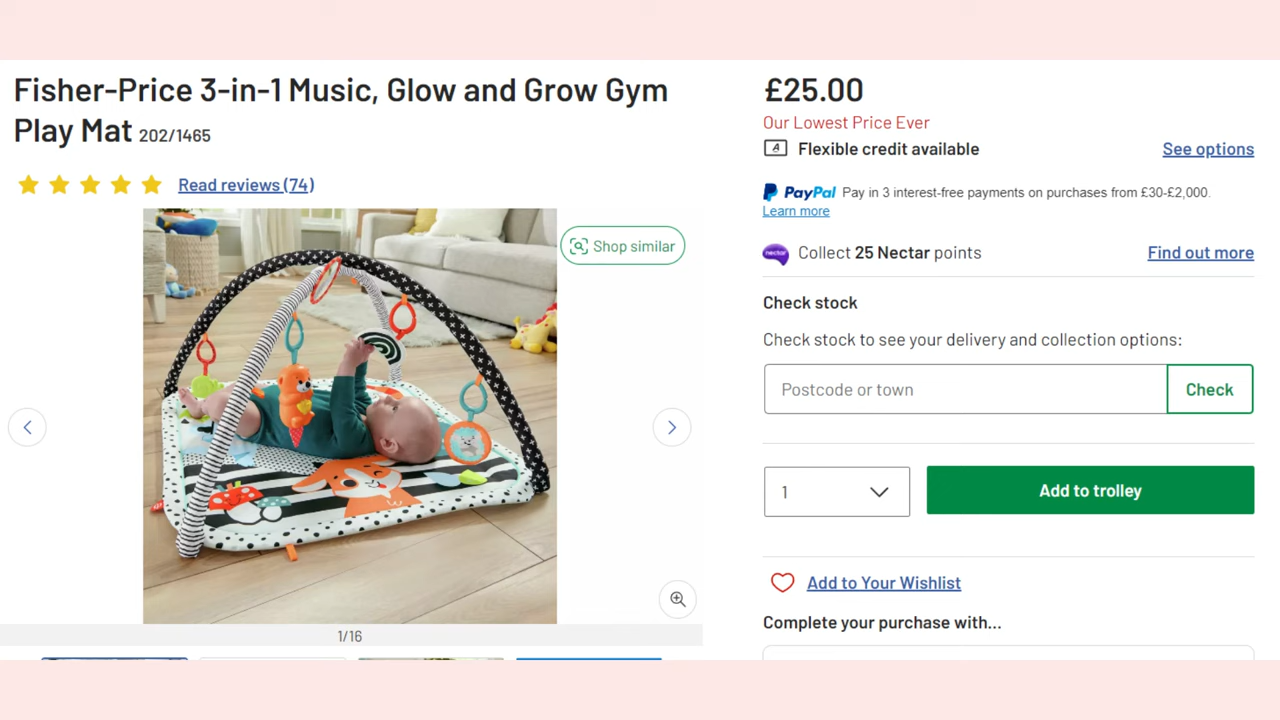 Fisher-Price 3-in-1 Music, Glow and Grow Gym
Play Mat 202/1465
Read reviews (74)
Shop similar
1/16
£25.00
Our Lowest Price Ever
Flexible credit available
See options
PayPal Pay in 3 interest-free payments on purchases from £30-£2,000.
Learn more
nectar Collect 25 Nectar points
Find out more
Check stock
Check stock to see your delivery and collection options:
Postcode or town
Check
1
Add to trolley
Add to Your Wishlist
Complete your purchase with...